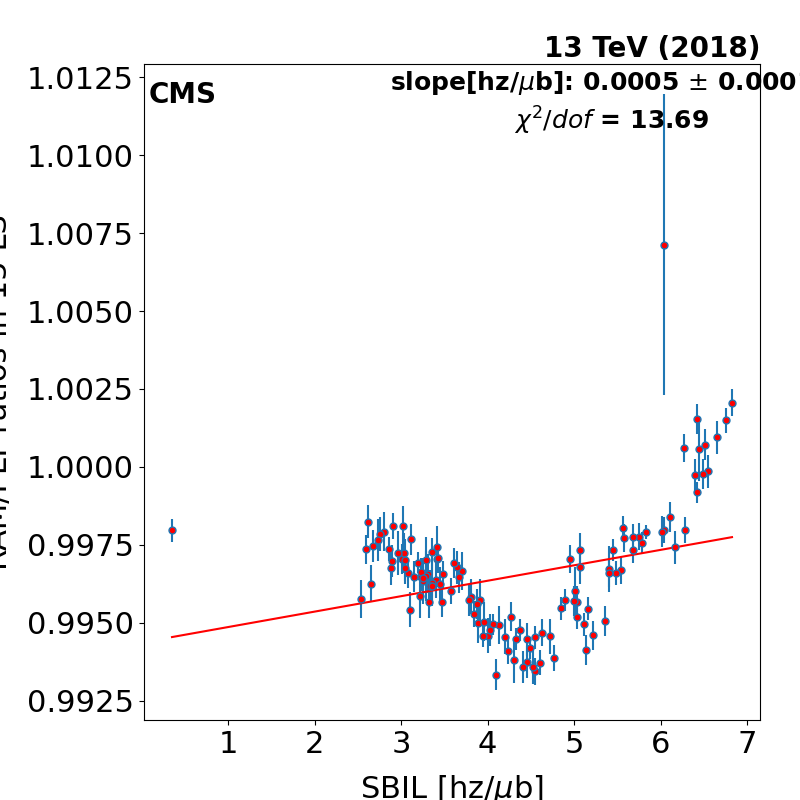 13 TeV (2018)
CMS
slope[hz/μb]: 0.0005 ± 0.000
χ²/dof = 13.69
1.0125
1.0100
1.0075
1.0050
1.0025
1.0000
0.9975
0.9950
0.9925
1 2 3 4 5 6 7
SBIL [hz/μb]